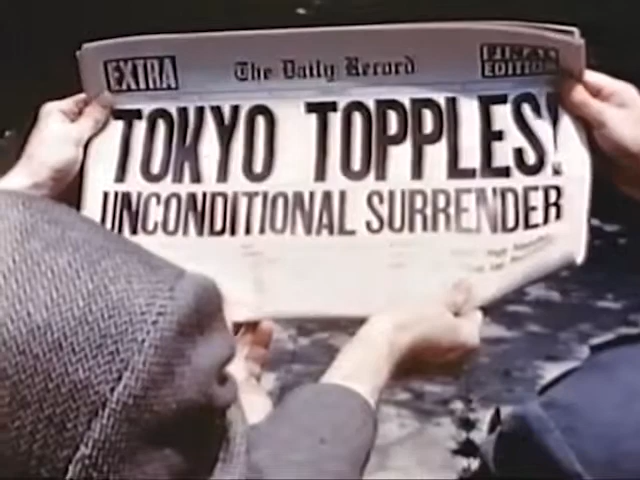 EXTRA The Daily Record FINAL EDITION
TOKYO TOPPLES!
UNCONDITIONAL SURRENDER